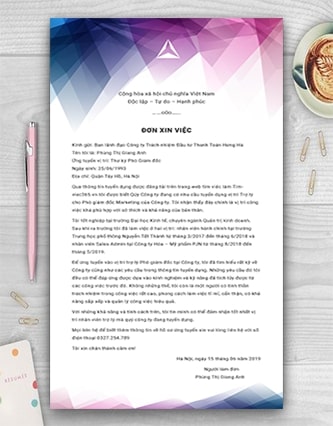 Cộng hòa xã hội chủ nghĩa Việt Nam
Độc lập – Tự do – Hạnh phúc
ĐƠN XIN VIỆC
Kính gửi: Ban lãnh đạo Công ty Trách nhiệm Đầu tư Thanh Toàn Hưng Hà
Tên tôi là: Phùng Thị Giang Anh
Ứng tuyển vị trí: Thư ký Phó Giám đốc
Ngày sinh: 25/06/1993
Địa chỉ: Quận Tây Hồ, Hà Nội
Qua thông tin tuyển dụng được đăng tải trên trang web tìm việc làm Tim-
viec365.vn tôi được biết Quý Công ty đang có nhu cầu tuyển dụng vị trí Trợ lý
cho Phó giám đốc Marketing của Công ty. Tôi nhận thấy đây chính là vị trí công
việc khá phù hợp với sở thích và khả năng của bản thân.
Tôi tốt nghiệp tại trường Đại học Kinh tế, chuyên ngành Quản trị kinh doanh.
Sau khi ra trường tôi đã làm việc ở hai vị trí: nhân viên hành chính trường Tại
Trung học phổ thông Nguyễn Tất Thành từ tháng 3/2017 đến tháng 8/2018 và
nhân viên Sales Admin tại Công ty Hóa – Mỹ phẩm PJN từ tháng 9/2018 đến
tháng 5/2019.
Để ứng tuyển vào vị trí trợ lý Phó giám đốc tại Công ty, tôi đã tìm hiểu rất kỹ về
Công ty cũng như các yêu cầu trong thông tin tuyển dụng. Những yêu cầu đó tôi
đều có thể đáp ứng được dựa vào kinh nghiệm và kỹ năng đã tích lũy được từ
các công việc trước đó. Không những thế, tôi còn là một người có tinh thần
trách nhiệm trong công việc rất cao, phong cách làm việc tỉ mỉ, cẩn thận, có khả
năng sắp xếp và quản lý công việc hiệu quả.
Với những khả năng và tính cách trên, tôi tin mình có thể đảm nhận tốt nhất vị
trí nhân viên trợ lý mà quý công ty đang tuyển dụng.
Mọi liên hệ để biết thêm thông tin về hồ sơ ứng tuyển xin vui lòng liên hệ với số
điện thoại 0327.256.789
Tôi xin chân thành cảm ơn!
Hà Nội, ngày 15 tháng 06 năm 2019
Người làm đơn
Phùng Thị Giang Anh